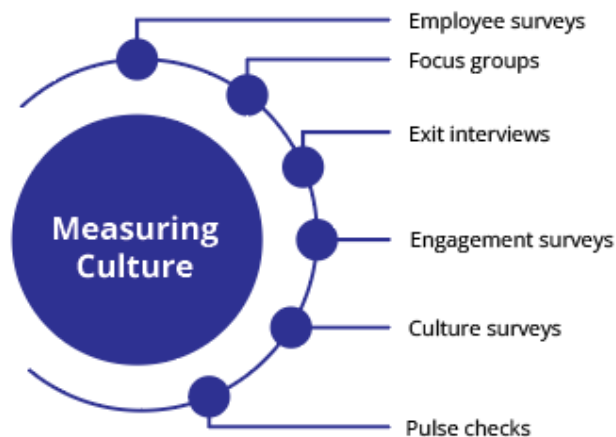 Employee surveys
Focus groups
Exit interviews
Measuring
Culture
Engagement surveys
Culture surveys
Pulse checks